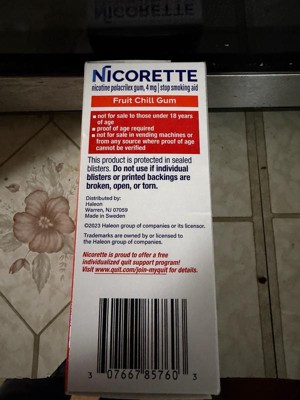 NICORETTE
nicotine polacrilex gum, 4 mg | stop smoking aid
Fruit Chill Gum
■ not for sale to those under 18 years
of age
■ proof of age required
■ not for sale in vending machines or
from any source where proof of age
cannot be verified
This product is protected in sealed
blisters. Do not use if individual
blisters or printed backings are
broken, open, or torn.
Distributed by:
Haleon
Warren, NJ 07059
Made in Sweden
©2023 Haleon group of companies or its licensor.
Trademarks are owned by or licensed to
the Haleon group of companies.
Nicorette is proud to offer a free
individualized quit support program!
Visit www.quit.com/join-myquit for details.
3 07667 85760 3